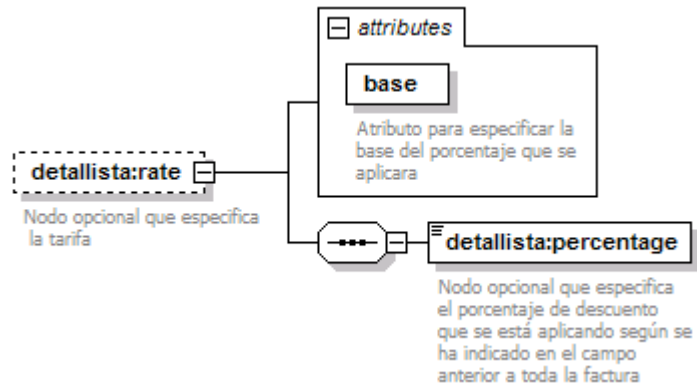 attributes
base
Atributo para especificar la
base del porcentaje que se
aplicara
detallista:rate
Nodo opcional que especifica
la tarifa
detallista:percentage
Nodo opcional que especifica
el porcentaje de descuento
que se está aplicando según se
ha indicado en el campo
anterior a toda la factura